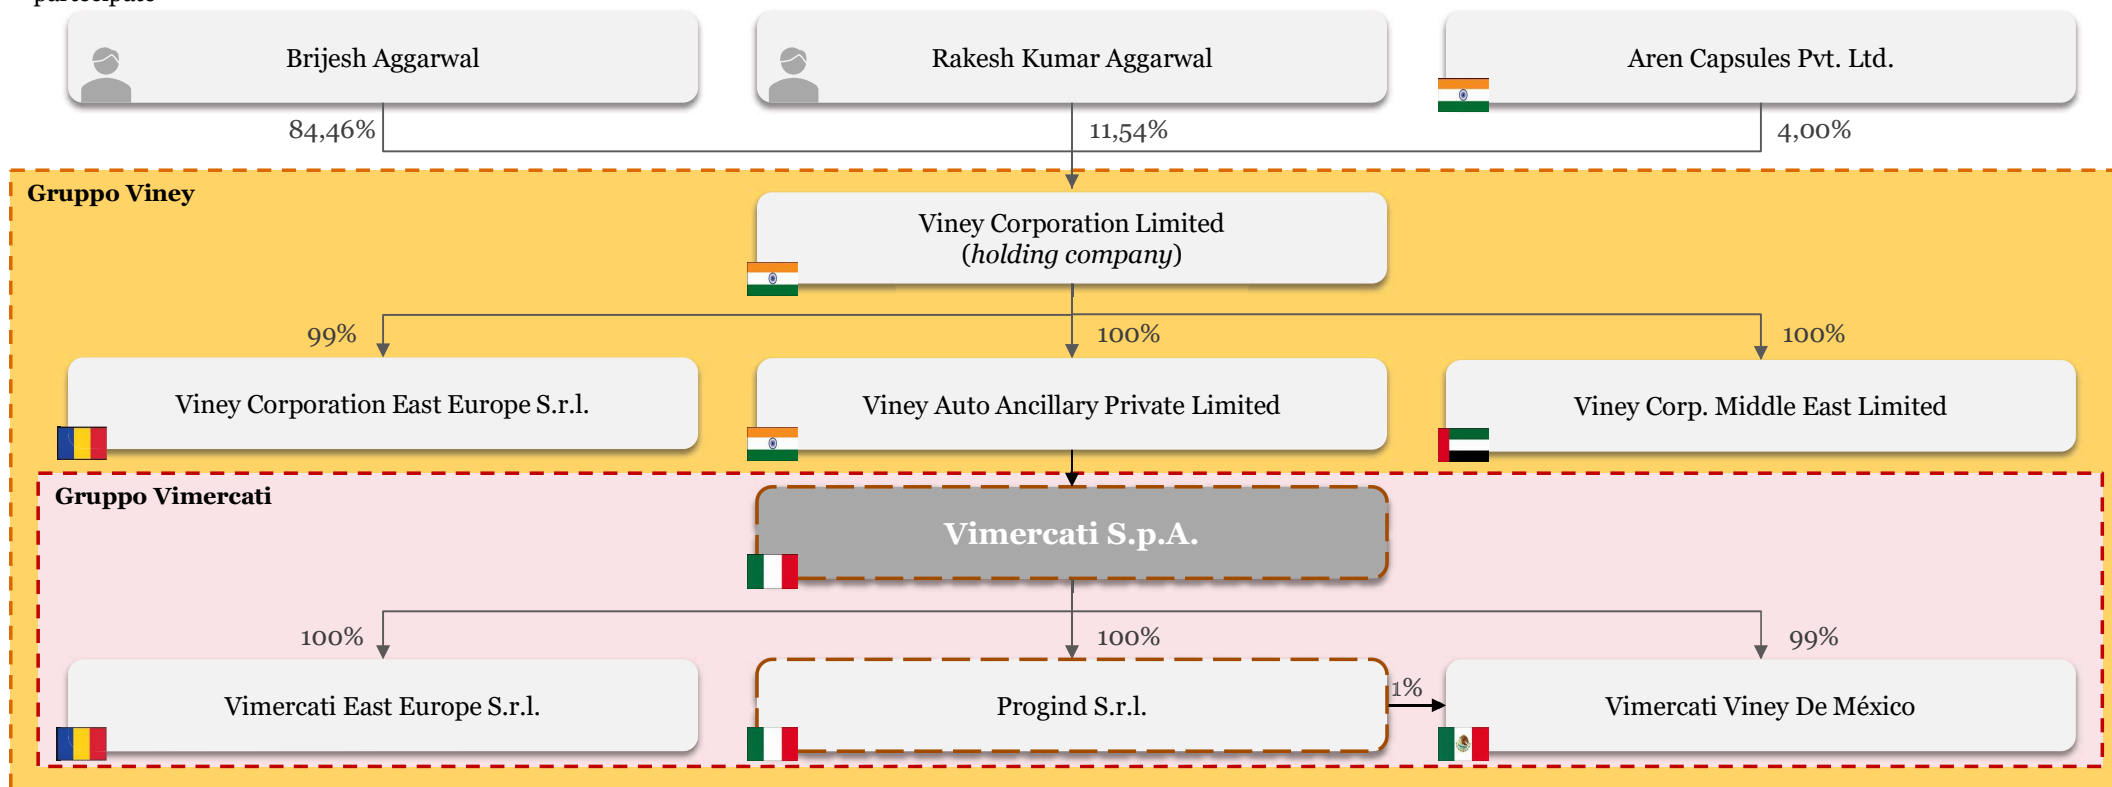 partecipate
Brijesh Aggarwal
Rakesh Kumar Aggarwal
Aren Capsules Pvt. Ltd.
84,46%
11,54%
4,00%
Gruppo Viney
Viney Corporation Limited
(holding company)
99%
100%
100%
Viney Corporation East Europe S.r.l.
Viney Auto Ancillary Private Limited
Viney Corp. Middle East Limited
Gruppo Vimercati
Vimercati S.p.A.
100%
100%
99%
Vimercati East Europe S.r.l.
Progind S.r.l.
1%
Vimercati Viney De México